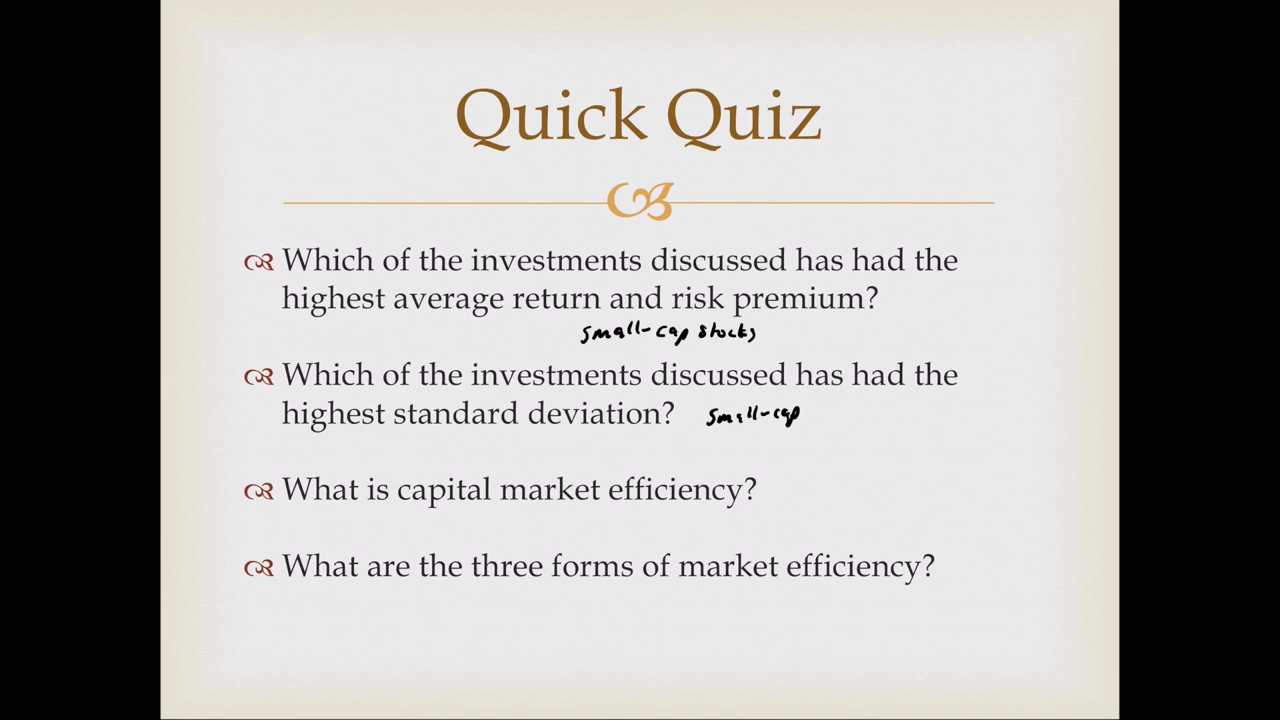 Quick Quiz
Which of the investments discussed has had the
highest average return and risk premium?
small-cap stocks
Which of the investments discussed has had the
highest standard deviation? small-cap
What is capital market efficiency?
What are the three forms of market efficiency?